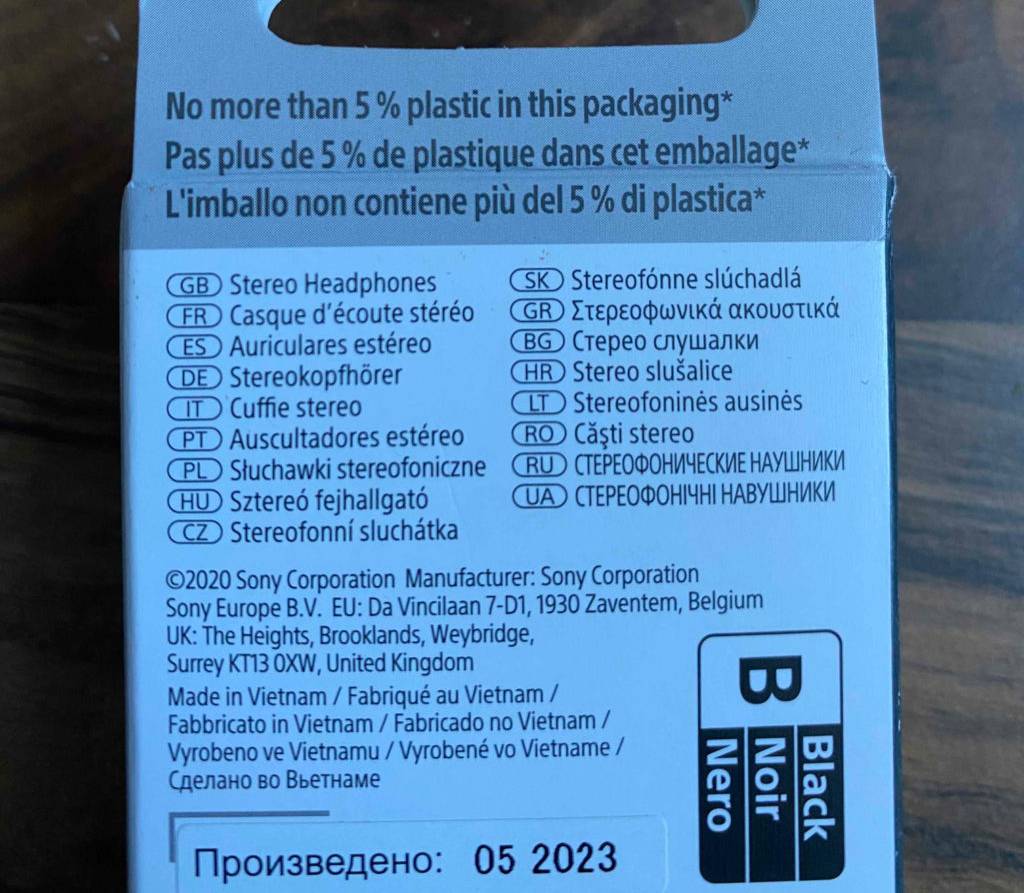 No more than 5 % plastic in this packaging*
Pas plus de 5 % de plastique dans cet emballage*
L'imballo non contiene più del 5 % di plastica*
GB Stereo Headphones
FR Casque d'écoute stéréo
ES Auriculares estéreo
DE Stereokopfhörer
IT Cuffie stereo
PT Auscultadores estéreo
PL Słuchawki stereofoniczne
HU Sztereó fejhallgató
CZ Stereofonní sluchátka
SK Stereofónne slúchadlá
GR Στερεοφωνικά ακουστικά
BG Стерео слушалки
HR Stereo slušalice
LT Stereofoninės ausinės
RO Căşti stereo
RU СТЕРЕОФОНИЧЕСКИЕ НАУШНИКИ
UA СТЕРЕОФОНІЧНІ НАВУШНИКИ
©2020 Sony Corporation Manufacturer: Sony Corporation
Sony Europe B.V. EU: Da Vincilaan 7-D1, 1930 Zaventem, Belgium
UK: The Heights, Brooklands, Weybridge,
Surrey KT13 0XW, United Kingdom
Made in Vietnam / Fabriqué au Vietnam /
Fabbricato in Vietnam / Fabricado no Vietnam /
Vyrobeno ve Vietnamu / Vyrobené vo Vietname /
Сделано во Вьетнаме
B
Black
Noir
Nero
Произведено: 05 2023